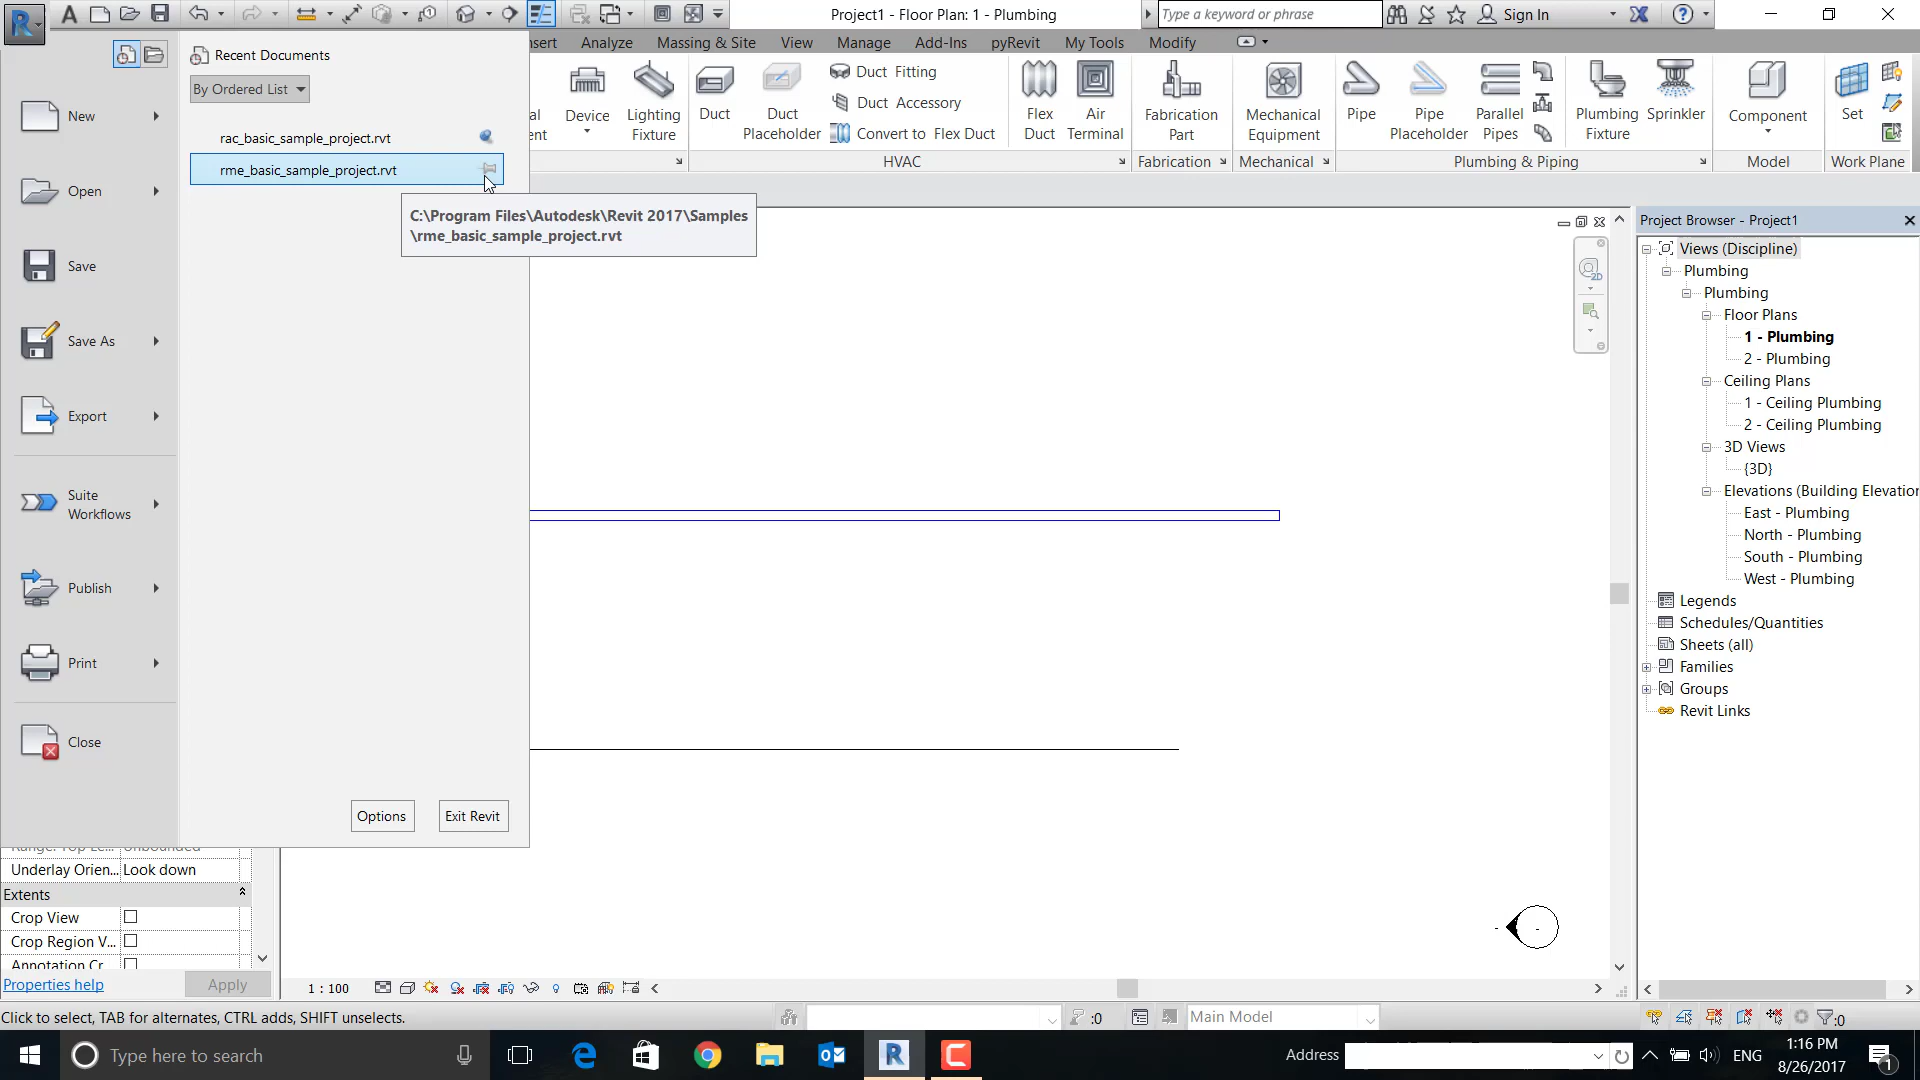 Project1 - Floor Plan: 1 - Plumbing
Type a keyword or phrase
Sign In
Analyze
Massing & Site
View
Manage
Add-Ins
pyRevit
My Tools
Modify
Recent Documents
By Ordered List
rac_basic_sample_project.rvt
rme_basic_sample_project.rvt
C:\Program Files\Autodesk\Revit 2017\Samples
\rme_basic_sample_project.rvt
New
Open
Save
Save As
Export
Suite
Workflows
Publish
Print
Close
Options
Exit Revit
Device
Lighting
Fixture
Duct
Duct
Placeholder
Duct Fitting
Duct Accessory
Convert to Flex Duct
Flex
Duct
Air
Terminal
HVAC
Fabrication
Part
Fabrication
Mechanical
Equipment
Mechanical
Pipe
Pipe
Placeholder
Parallel
Pipes
Plumbing
Fixture
Sprinkler
Plumbing & Piping
Component
Model
Set
Work Plane
Project Browser - Project1
Views (Discipline)
Plumbing
Plumbing
Floor Plans
1 - Plumbing
2 - Plumbing
Ceiling Plans
1 - Ceiling Plumbing
2 - Ceiling Plumbing
3D Views
{3D}
Elevations (Building Elevation
East - Plumbing
North - Plumbing
South - Plumbing
West - Plumbing
Legends
Schedules/Quantities
Sheets (all)
Families
Groups
Revit Links
Underlay Orien... Look down
Extents
Crop View
Crop Region V...
Annotation Cr
Properties help
Apply
1 : 100
Click to select, TAB for alternates, CTRL adds, SHIFT unselects.
:0
Main Model
:0
Type here to search
Address
ENG
1:16 PM
8/26/2017
1